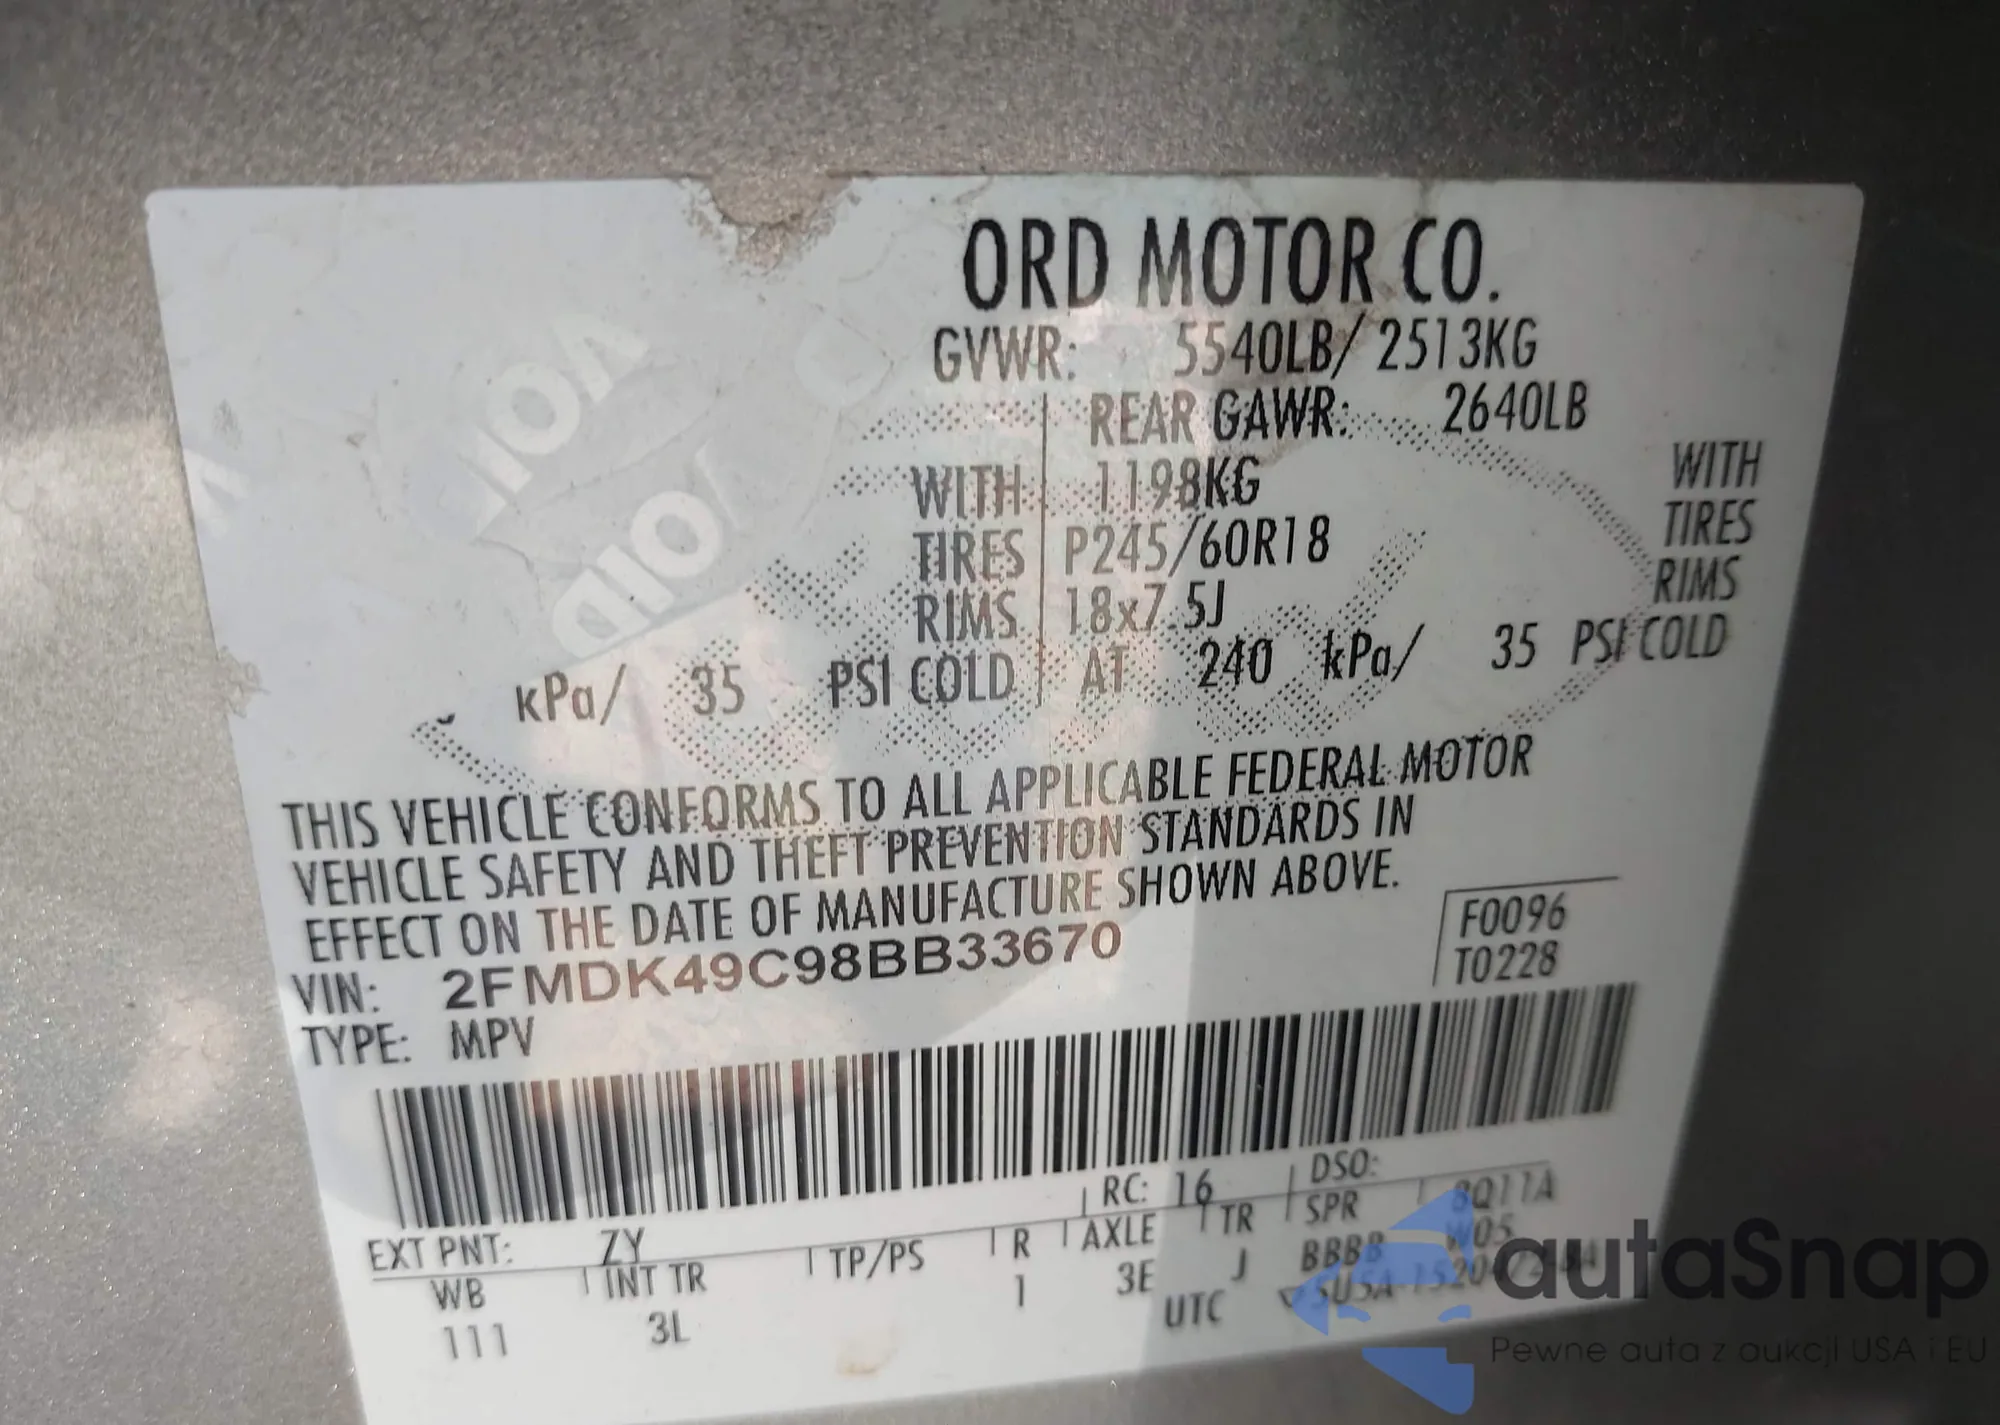 ORD MOTOR CO.
GVWR: 5540LB/ 2513KG
REAR GAWR: 2640LB
WITH 1198KG WITH
TIRES P245/60R18 TIRES
RIMS 18x7.5J RIMS
kPa/ 35 PSI COLD AT 240 kPa/ 35 PSI COLD
VOID
VOID
THIS VEHICLE CONFORMS TO ALL APPLICABLE FEDERAL MOTOR
VEHICLE SAFETY AND THEFT PREVENTION STANDARDS IN
EFFECT ON THE DATE OF MANUFACTURE SHOWN ABOVE.
VIN: 2FMDK49C98BB33670
F0096
T0228
TYPE: MPV
EXT PNT: ZY RC: 16 DSO:
WB INT TR TP/PS R AXLE TR SPR 8Q11A
111 3L 1 3E J BBBB W05
UTC
autaSnap
Pewne auta z aukcji USA i EU